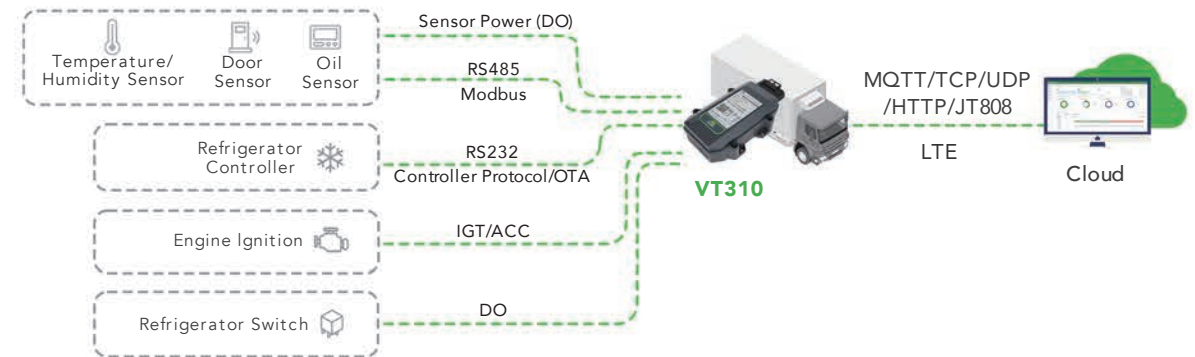 Temperature/
Humidity Sensor
Door
Sensor
Oil
Sensor
Sensor Power (DO)
RS485
Modbus
Refrigerator
Controller
RS232
Controller Protocol/OTA
Engine Ignition
IGT/ACC
Refrigerator Switch
DO
VT310
MQTT/TCP/UDP
/HTTP/JT808
LTE
Cloud